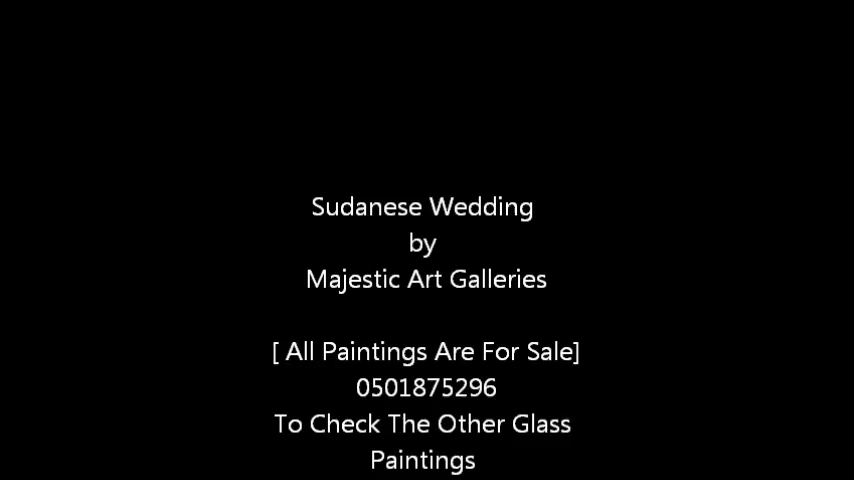 Sudanese Wedding
by
Majestic Art Galleries
[ All Paintings Are For Sale]
0501875296
To Check The Other Glass
Paintings